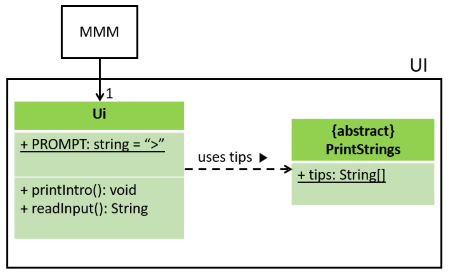 MMM
UI
1
Ui
+ PROMPT: string = “>”
+ printIntro(): void
+ readInput(): String
uses tips ▶
{abstract}
PrintStrings
+ tips: String[]